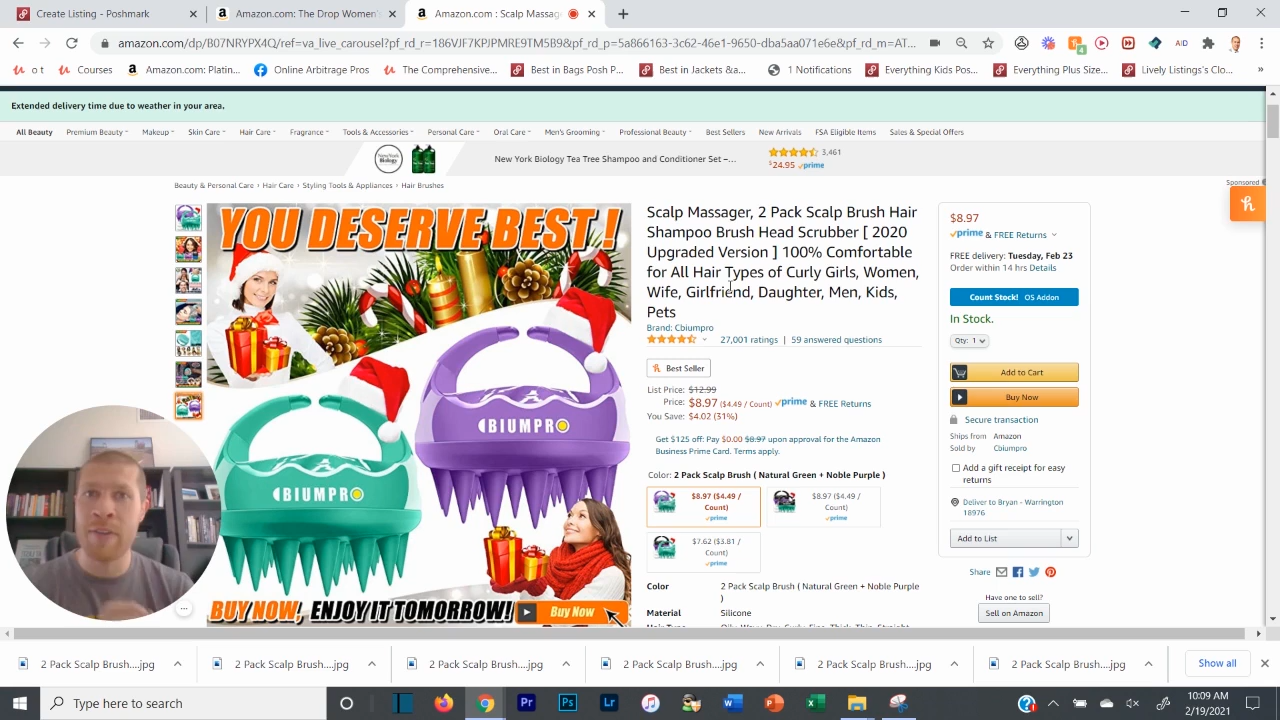 Create Listing - Poshmark
Amazon.com: The Drop Women's
Amazon.com : Scalp Massag
amazon.com/dp/B07NRYPX4Q/ref=va_live_carousel?pf_rd_r=186VJF7KPJPMRE9TM5B9&pf_rd_p=5a866163-3c62-46e1-9650-dba5aa071e6e&pf_rd_m=AT...
4
AID
o t
Courses
Amazon.com: Platin...
Online Arbitrage Pros
The Comprehensive...
Best in Bags Posh P...
Best in Jackets &a...
1 Notifications
Everything Kids Pos...
Everything Plus Size...
Lively Listings's Clo...
»
Extended delivery time due to weather in your area.
All Beauty
Premium Beauty
Makeup
Skin Care
Hair Care
Fragrance
Tools & Accessories
Personal Care
Oral Care
Men's Grooming
Professional Beauty
Best Sellers
New Arrivals
FSA Eligible Items
Sales & Special Offers
New York Biology Tea Tree Shampoo and Conditioner Set –...
3,461
$24.95 prime
Sponsored
Beauty & Personal Care › Hair Care › Styling Tools & Appliances › Hair Brushes
YOU DESERVE BEST !
BIUMPRO
BIUMPRO
BUY NOW, ENJOY IT TOMORROW!
Buy Now
Scalp Massager, 2 Pack Scalp Brush Hair
Shampoo Brush Head Scrubber [ 2020
Upgraded Version ] 100% Comfortable
for All Hair Types of Curly Girls, Women,
Wife, Girlfriend, Daughter, Men, Kids,
Pets
Brand: Cbiumpro
27,001 ratings | 59 answered questions
Best Seller
List Price: $12.99
Price: $8.97 ($4.49 / Count) prime & FREE Returns
You Save: $4.02 (31%)
Get $125 off: Pay $0.00 $8.97 upon approval for the Amazon
Business Prime Card. Terms apply.
Color: 2 Pack Scalp Brush ( Natural Green + Noble Purple )
$8.97 ($4.49 /
Count)
prime
$8.97 ($4.49 /
Count)
prime
$7.62 ($3.81 /
Count)
prime
Color 2 Pack Scalp Brush ( Natural Green + Noble Purple
)
Material Silicone
$8.97
prime & FREE Returns
FREE delivery: Tuesday, Feb 23
Order within 14 hrs Details
Count Stock! OS Addon
In Stock.
Qty: 1
Add to Cart
Buy Now
Secure transaction
Ships from Amazon
Sold by Cbiumpro
Add a gift receipt for easy
returns
Deliver to Bryan - Warrington
18976
Add to List
Share
Have one to sell?
Sell on Amazon
2 Pack Scalp Brush....jpg
2 Pack Scalp Brush....jpg
2 Pack Scalp Brush....jpg
2 Pack Scalp Brush....jpg
2 Pack Scalp Brush....jpg
2 Pack Scalp Brush....jpg
Show all
Type here to search
Pr
Ps
Lr
10:09 AM
2/19/2021